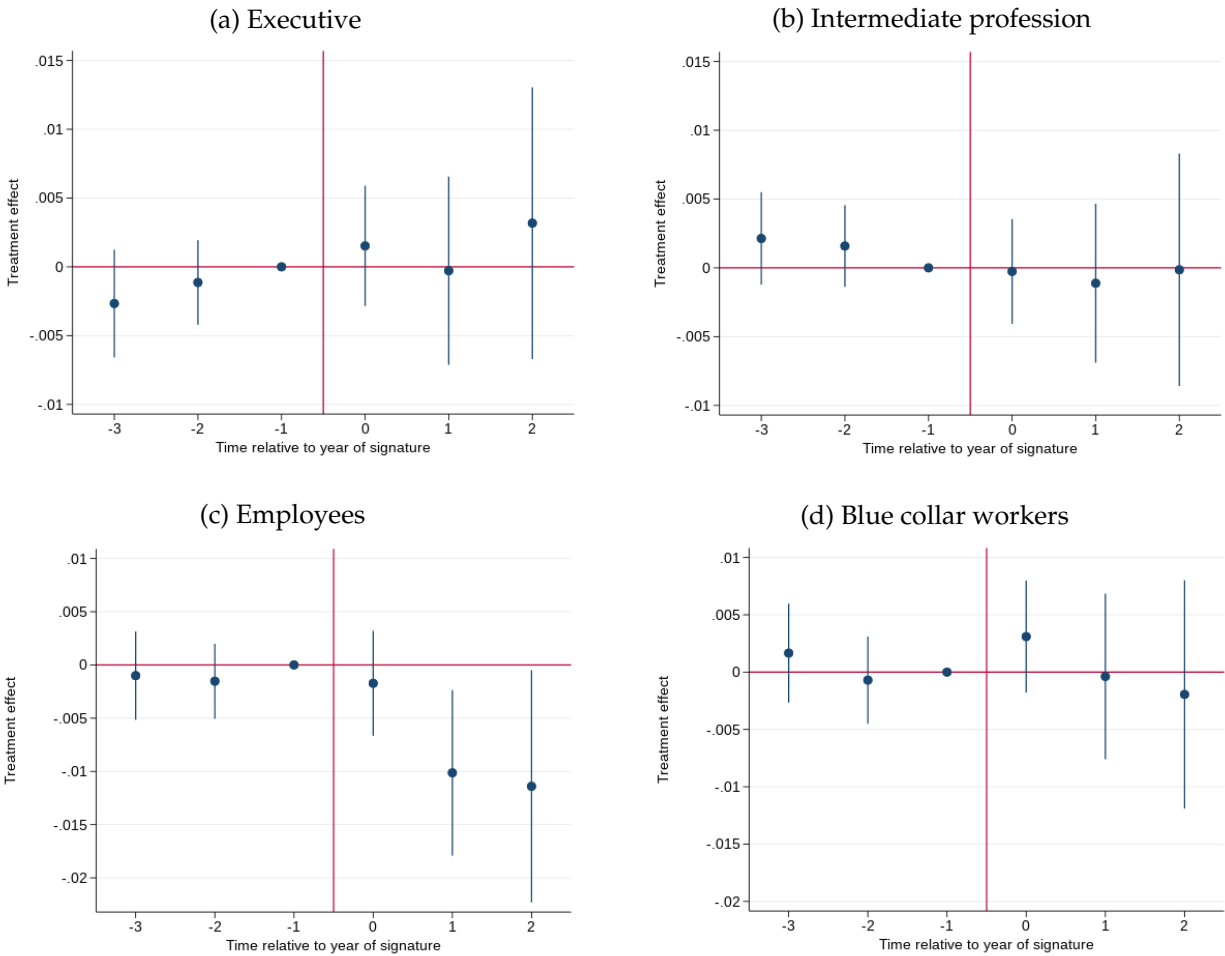 (a) Executive
.015
.01
.005
0
-.005
-.01
Treatment effect
-3 -2 -1 0 1 2
Time relative to year of signature
(b) Intermediate profession
.015
.01
.005
0
-.005
-.01
Treatment effect
-3 -2 -1 0 1 2
Time relative to year of signature
(c) Employees
.01
.005
0
-.005
-.01
-.015
-.02
Treatment effect
-3 -2 -1 0 1 2
Time relative to year of signature
(d) Blue collar workers
.01
.005
0
-.005
-.01
-.015
-.02
Treatment effect
-3 -2 -1 0 1 2
Time relative to year of signature